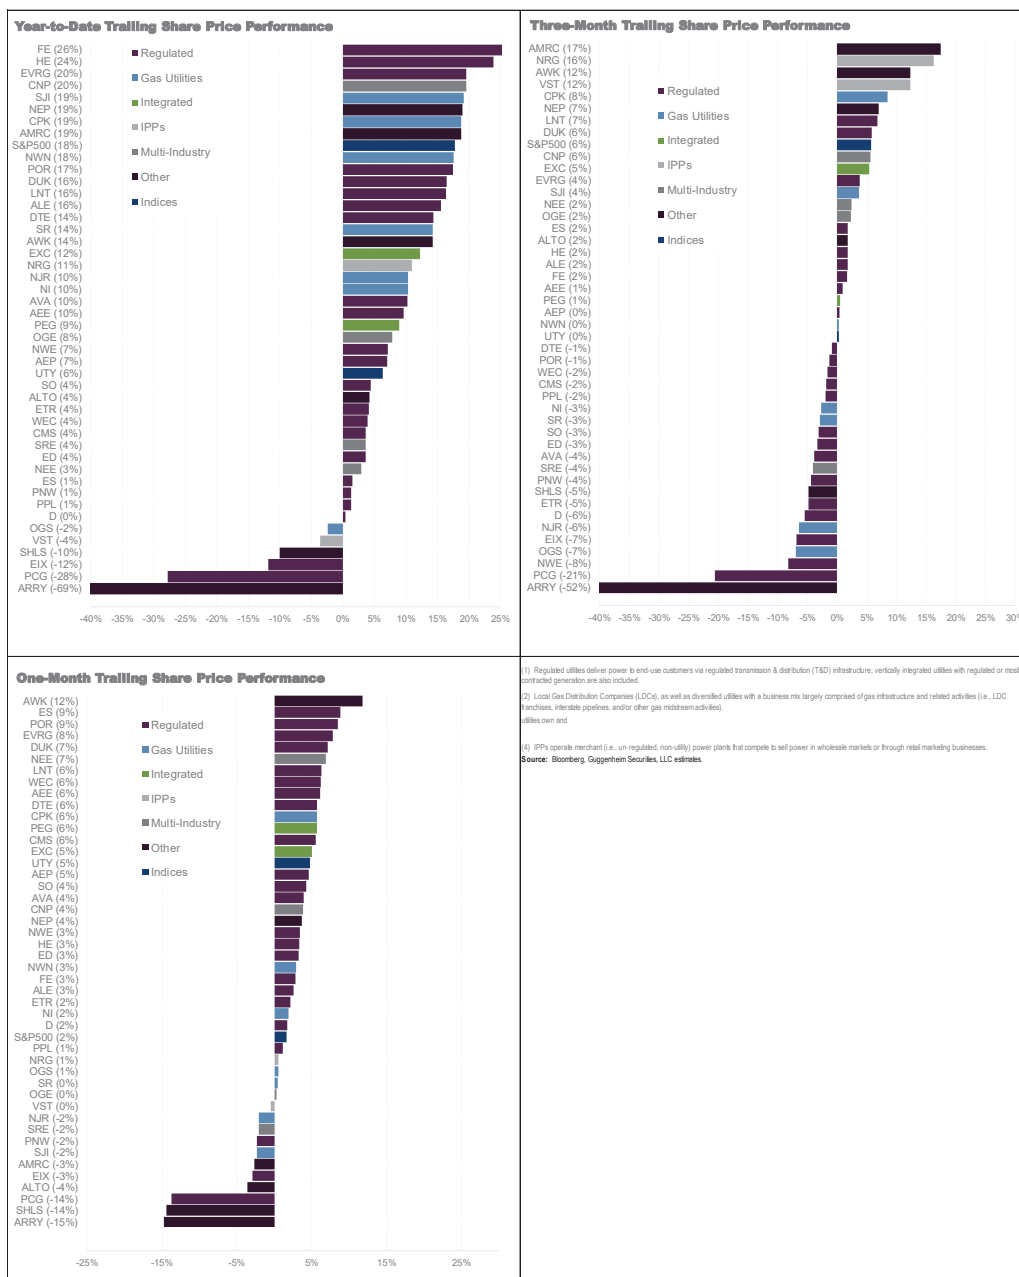 Year-to-Date Trailing Share Price Performance
FE (26%)
HE (24%)
EVRG (20%)
CNP (20%)
SJI (19%)
NEP (19%)
CPK (19%)
AMRC (19%)
S&P500 (18%)
NWN (18%)
POR (17%)
DUK (16%)
LNT (16%)
ALE (16%)
DTE (14%)
SR (14%)
AWK (14%)
EXC (12%)
NRG (11%)
NJR (10%)
NI (10%)
AVA (10%)
AEE (10%)
PEG (9%)
OGE (8%)
NWE (7%)
AEP (7%)
UTY (6%)
SO (4%)
ALTO (4%)
ETR (4%)
WEC (4%)
CMS (4%)
SRE (4%)
ED (4%)
NEE (3%)
ES (1%)
PNW (1%)
PPL (1%)
D (0%)
OGS (-2%)
VST (-4%)
SHLS (-10%)
EIX (-12%)
PCG (-28%)
ARRY (-69%)
Regulated
Gas Utilities
Integrated
IPPs
Multi-Industry
Other
Indices
-40% -35% -30% -25% -20% -15% -10% -5% 0% 5% 10% 15% 20% 25%
Three-Month Trailing Share Price Performance
AMRC (17%)
NRG (16%)
AWK (12%)
VST (12%)
CPK (8%)
NEP (7%)
LNT (7%)
DUK (6%)
S&P500 (6%)
CNP (6%)
EXC (5%)
EVRG (4%)
SJI (4%)
NEE (2%)
OGE (2%)
ES (2%)
ALTO (2%)
HE (2%)
ALE (2%)
FE (2%)
AEE (1%)
PEG (1%)
AEP (0%)
NWN (0%)
UTY (0%)
DTE (-1%)
POR (-1%)
WEC (-2%)
CMS (-2%)
PPL (-2%)
NI (-3%)
SR (-3%)
SO (-3%)
ED (-3%)
AVA (-4%)
SRE (-4%)
PNW (-4%)
SHLS (-5%)
ETR (-5%)
D (-6%)
NJR (-6%)
EIX (-7%)
OGS (-7%)
NWE (-8%)
PCG (-21%)
ARRY (-52%)
Regulated
Gas Utilities
Integrated
IPPs
Multi-Industry
Other
Indices
-40% -35% -30% -25% -20% -15% -10% -5% 0% 5% 10% 15% 20% 25% 30%
One-Month Trailing Share Price Performance
AWK (12%)
ES (9%)
POR (9%)
EVRG (8%)
DUK (7%)
NEE (7%)
LNT (6%)
WEC (6%)
AEE (6%)
DTE (6%)
CPK (6%)
PEG (6%)
CMS (6%)
EXC (5%)
UTY (5%)
AEP (5%)
SO (4%)
AVA (4%)
CNP (4%)
NEP (4%)
NWE (3%)
HE (3%)
ED (3%)
NWN (3%)
FE (3%)
ALE (3%)
ETR (2%)
NI (2%)
D (2%)
S&P500 (2%)
PPL (1%)
NRG (1%)
OGS (1%)
SR (0%)
OGE (0%)
VST (0%)
NJR (-2%)
SRE (-2%)
PNW (-2%)
SJI (-2%)
AMRC (-3%)
EIX (-3%)
ALTO (-4%)
PCG (-14%)
SHLS (-14%)
ARRY (-15%)
Regulated
Gas Utilities
Integrated
IPPs
Multi-Industry
Other
Indices
-25% -15% -5% 5% 15% 25%
(1) Regulated utilities deliver power to end-use customers via regulated transmission & distribution (T&D) infrastructure; vertically integrated utilities with regulated or most
contracted generation are also included.
(2) Local Gas Distribution Companies (LDCs), as well as diversified utilities with a business mix largely comprised of gas infrastructure and related activities (i.e., LDC
franchises, interstate pipelines, and/or other gas midstream activities).
utilities own and
(4) IPPs operate merchant (i.e., un-regulated, non-utility) power plants that compete to sell power in wholesale markets or through retail marketing businesses.
Source: Bloomberg, Guggenheim Securities, LLC estimates.